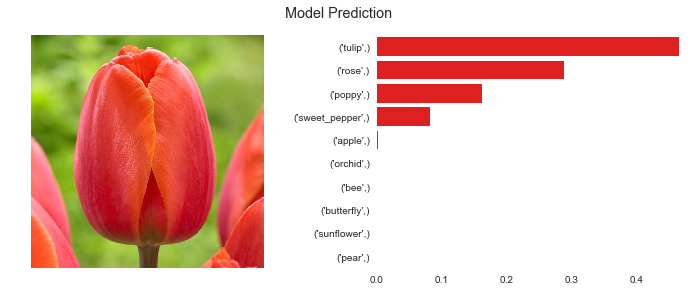 Model Prediction
('tulip',)
('rose',)
('poppy',)
('sweet_pepper',)
('apple',)
('orchid',)
('bee',)
('butterfly',)
('sunflower',)
('pear',)
0.0 0.1 0.2 0.3 0.4